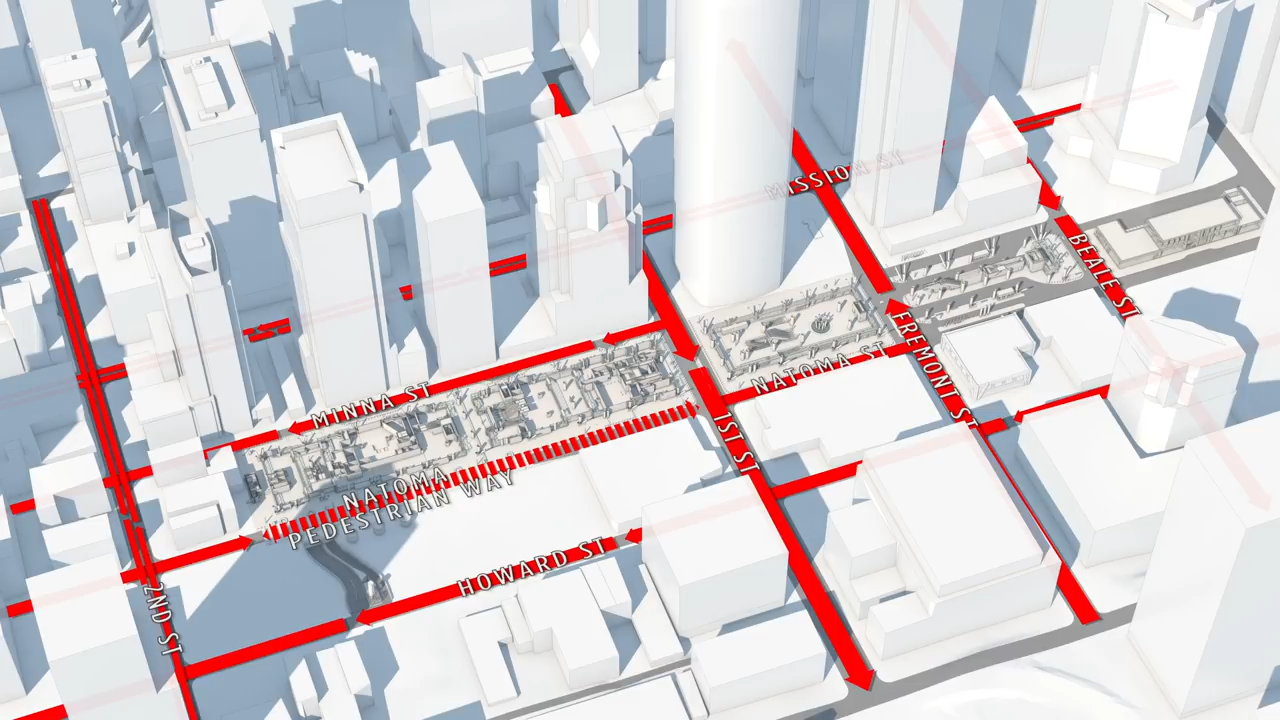 MISSION ST
BEALE ST
FREMONT ST
NATOMA ST
MINNA ST
1ST ST
NATOMA
PEDESTRIAN WAY
HOWARD ST
2ND ST